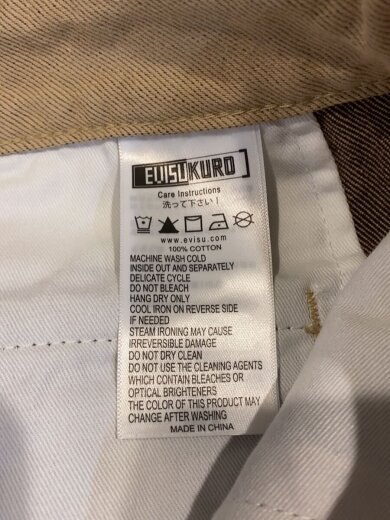 EVISUKURO
Care Instructions
洗って下さい!
www.evisu.com
100% COTTON
MACHINE WASH COLD
INSIDE OUT AND SEPARATELY
DELICATE CYCLE
DO NOT BLEACH
HANG DRY ONLY
COOL IRON ON REVERSE SIDE
IF NEEDED
STEAM IRONING MAY CAUSE
IRREVERSIBLE DAMAGE
DO NOT DRY CLEAN
DO NOT USE THE CLEANING AGENTS
WHICH CONTAIN BLEACHES OR
OPTICAL BRIGHTENERS
THE COLOR OF THIS PRODUCT MAY
CHANGE AFTER WASHING
MADE IN CHINA